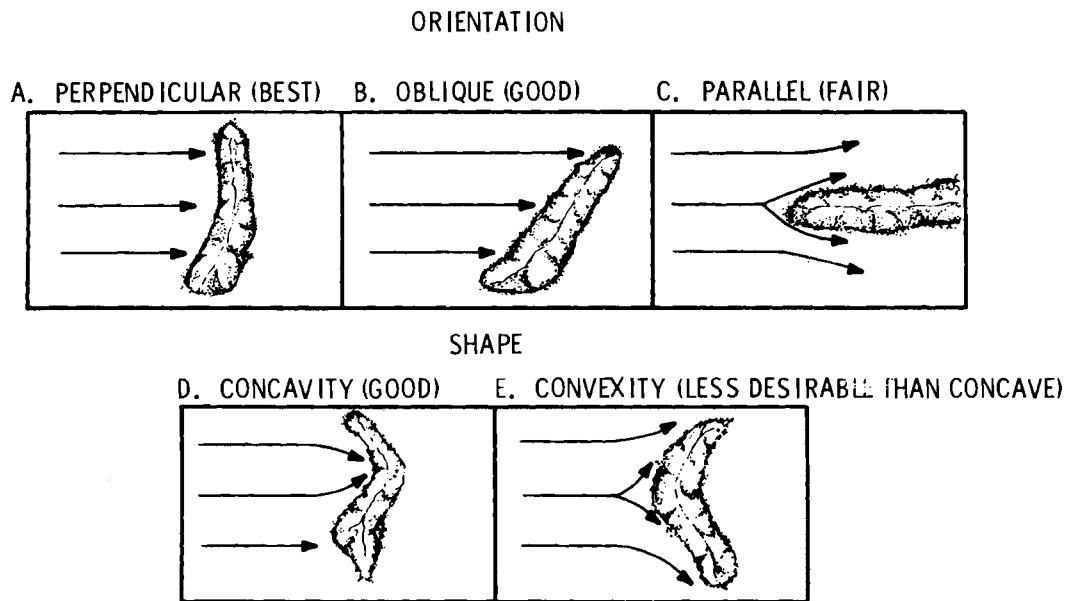 ORIENTATION
A. PERPENDICULAR (BEST) B. OBLIQUE (GOOD) C. PARALLEL (FAIR)
SHAPE
D. CONCAVITY (GOOD) E. CONVEXITY (LESS DESIRABLE THAN CONCAVE)